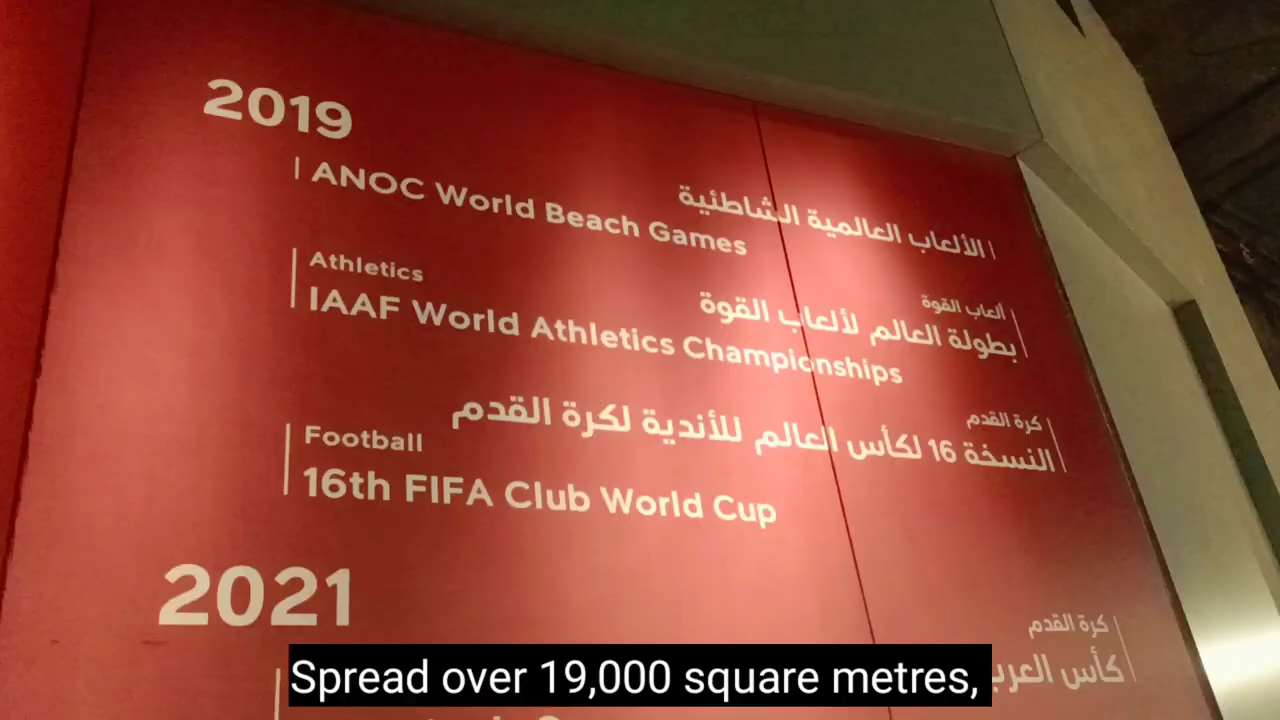 2019
ANOC World Beach Games
الألعاب العالمية الشاطئية
Athletics
ألعاب القوة
IAAF World Athletics Championships
بطولة العالم لألعاب القوة
Football
كرة القدم
16th FIFA Club World Cup
النسخة 16 لكأس العالم للأندية لكرة القدم
2021
كرة القدم
كأس
Spread over 19,000 square metres,